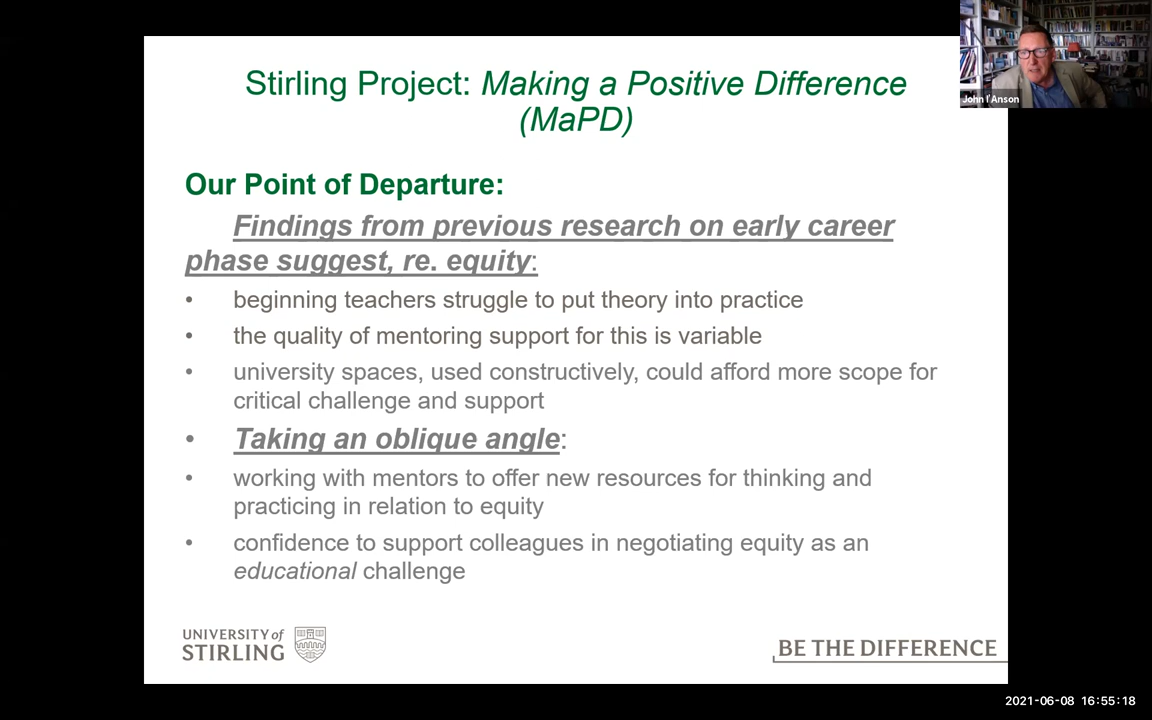 Stirling Project: Making a Positive Difference
(MaPD)
John I'Anson
Our Point of Departure:
Findings from previous research on early career
phase suggest, re. equity:
• beginning teachers struggle to put theory into practice
• the quality of mentoring support for this is variable
• university spaces, used constructively, could afford more scope for
critical challenge and support
• Taking an oblique angle:
• working with mentors to offer new resources for thinking and
practicing in relation to equity
• confidence to support colleagues in negotiating equity as an
educational challenge
UNIVERSITY of
STIRLING
BE THE DIFFERENCE
2021-06-08 16:55:18